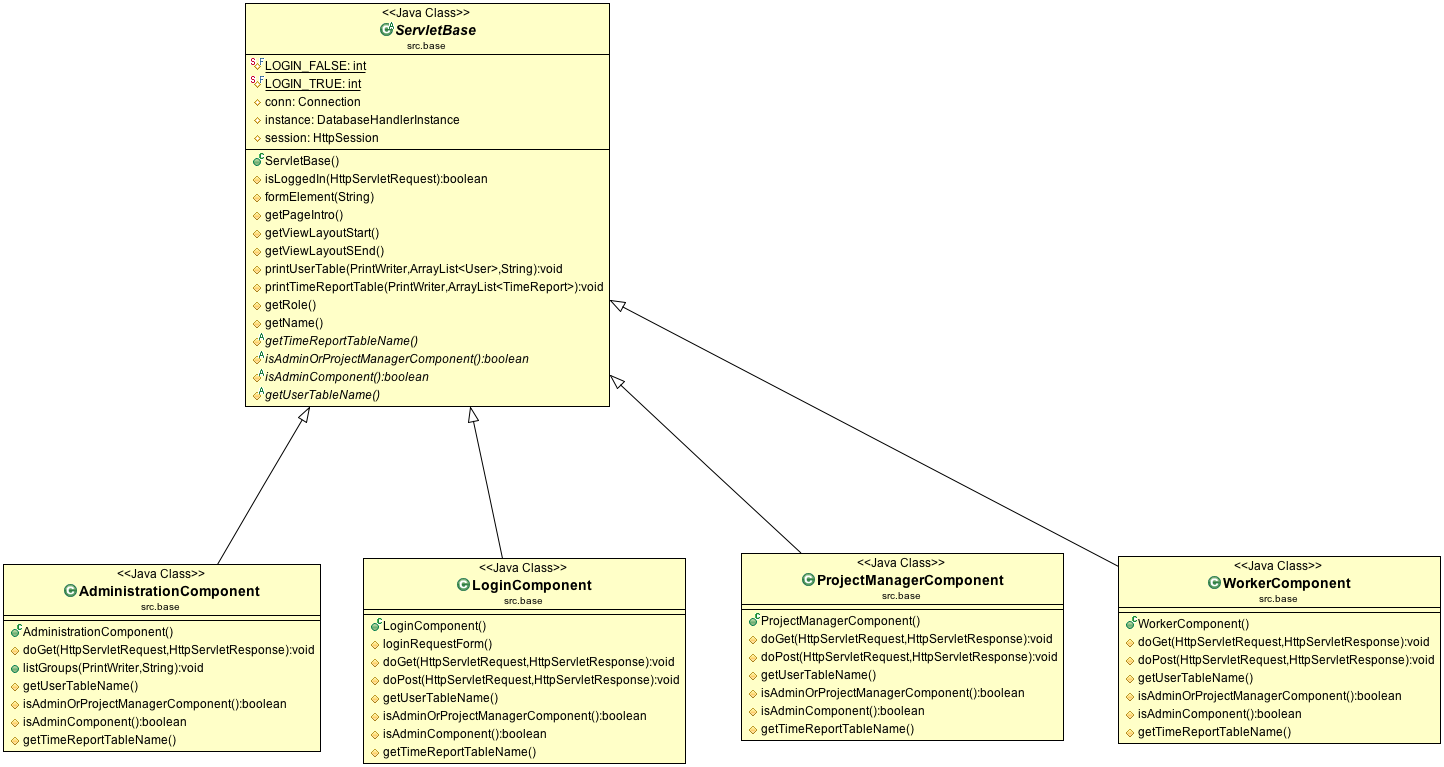 <<Java Class>>
ServletBase
src.base
LOGIN_FALSE: int
LOGIN_TRUE: int
conn: Connection
instance: DatabaseHandlerInstance
session: HttpSession
ServletBase()
isLoggedIn(HttpServletRequest):boolean
formElement(String)
getPageIntro()
getViewLayoutStart()
getViewLayoutSEnd()
printUserTable(PrintWriter,ArrayList<User>,String):void
printTimeReportTable(PrintWriter,ArrayList<TimeReport>):void
getRole()
getName()
getTimeReportTableName()
isAdminOrProjectManagerComponent():boolean
isAdminComponent():boolean
getUserTableName()
<<Java Class>>
AdministrationComponent
src.base
AdministrationComponent()
doGet(HttpServletRequest,HttpServletResponse):void
listGroups(PrintWriter,String):void
getUserTableName()
isAdminOrProjectManagerComponent():boolean
isAdminComponent():boolean
getTimeReportTableName()
<<Java Class>>
LoginComponent
src.base
LoginComponent()
loginRequestForm()
doGet(HttpServletRequest,HttpServletResponse):void
doPost(HttpServletRequest,HttpServletResponse):void
getUserTableName()
isAdminOrProjectManagerComponent():boolean
isAdminComponent():boolean
getTimeReportTableName()
<<Java Class>>
ProjectManagerComponent
src.base
ProjectManagerComponent()
doGet(HttpServletRequest,HttpServletResponse):void
doPost(HttpServletRequest,HttpServletResponse):void
getUserTableName()
isAdminOrProjectManagerComponent():boolean
isAdminComponent():boolean
getTimeReportTableName()
<<Java Class>>
WorkerComponent
src.base
WorkerComponent()
doGet(HttpServletRequest,HttpServletResponse):void
doPost(HttpServletRequest,HttpServletResponse):void
getUserTableName()
isAdminOrProjectManagerComponent():boolean
isAdminComponent():boolean
getTimeReportTableName()